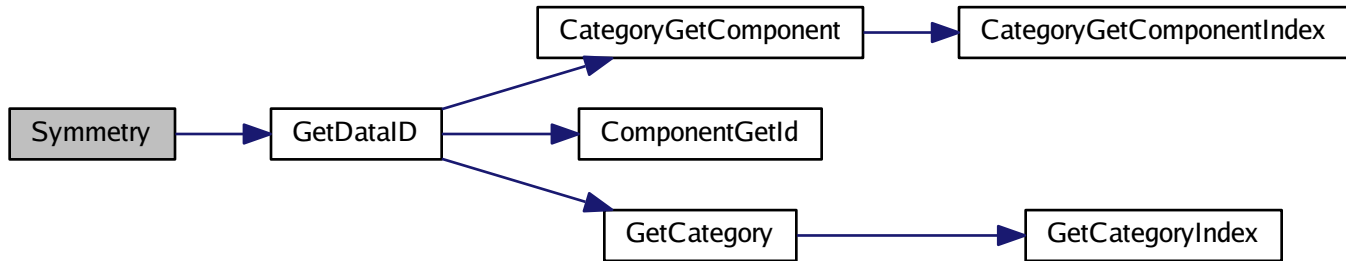 CategoryGetComponent
CategoryGetComponentIndex
Symmetry
GetDataID
ComponentGetId
GetCategory
GetCategoryIndex